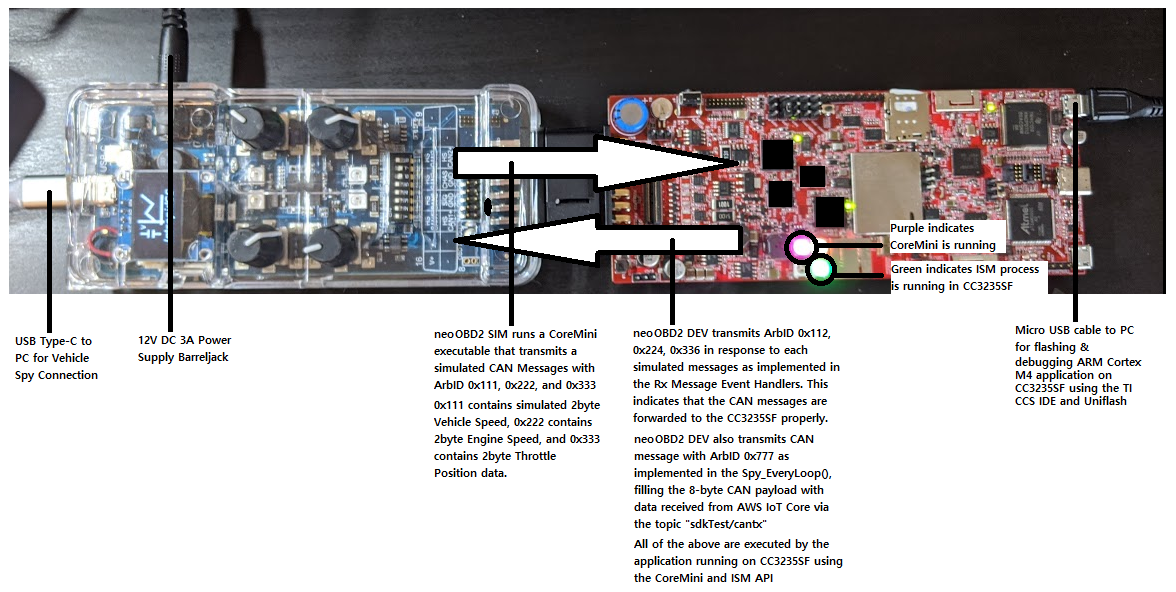 Purple indicates
CoreMini is running
Green indicates ISM process
is running in CC3235SF
USB Type-C to
PC for Vehicle
Spy Connection
12V DC 3A Power
Supply Barreljack
neoOBD2 SIM runs a CoreMini
executable that transmits a
simulated CAN Messages with
ArbID 0x111, 0x222, and 0x333
0x111 contains simulated 2byte
Vehicle Speed, 0x222 contains
2byte Engine Speed, and 0x333
contains 2byte Throttle
Position data.
neoOBD2 DEV transmits ArbID 0x112,
0x224, 0x336 in response to each
simulated messages as implemented in
the Rx Message Event Handlers. This
indicates that the CAN messages are
forwarded to the CC3235SF properly.
neoOBD2 DEV also transmits CAN
message with ArbID 0x777 as
implemented in the Spy_EveryLoop(),
filling the 8-byte CAN payload with
data received from AWS IoT Core via
the topic "sdkTest/cantx"
All of the above are executed by the
application running on CC3235SF using
the CoreMini and ISM API
Micro USB cable to PC
for flashing &
debugging ARM Cortex
M4 application on
CC3235SF using the TI
CCS IDE and Uniflash